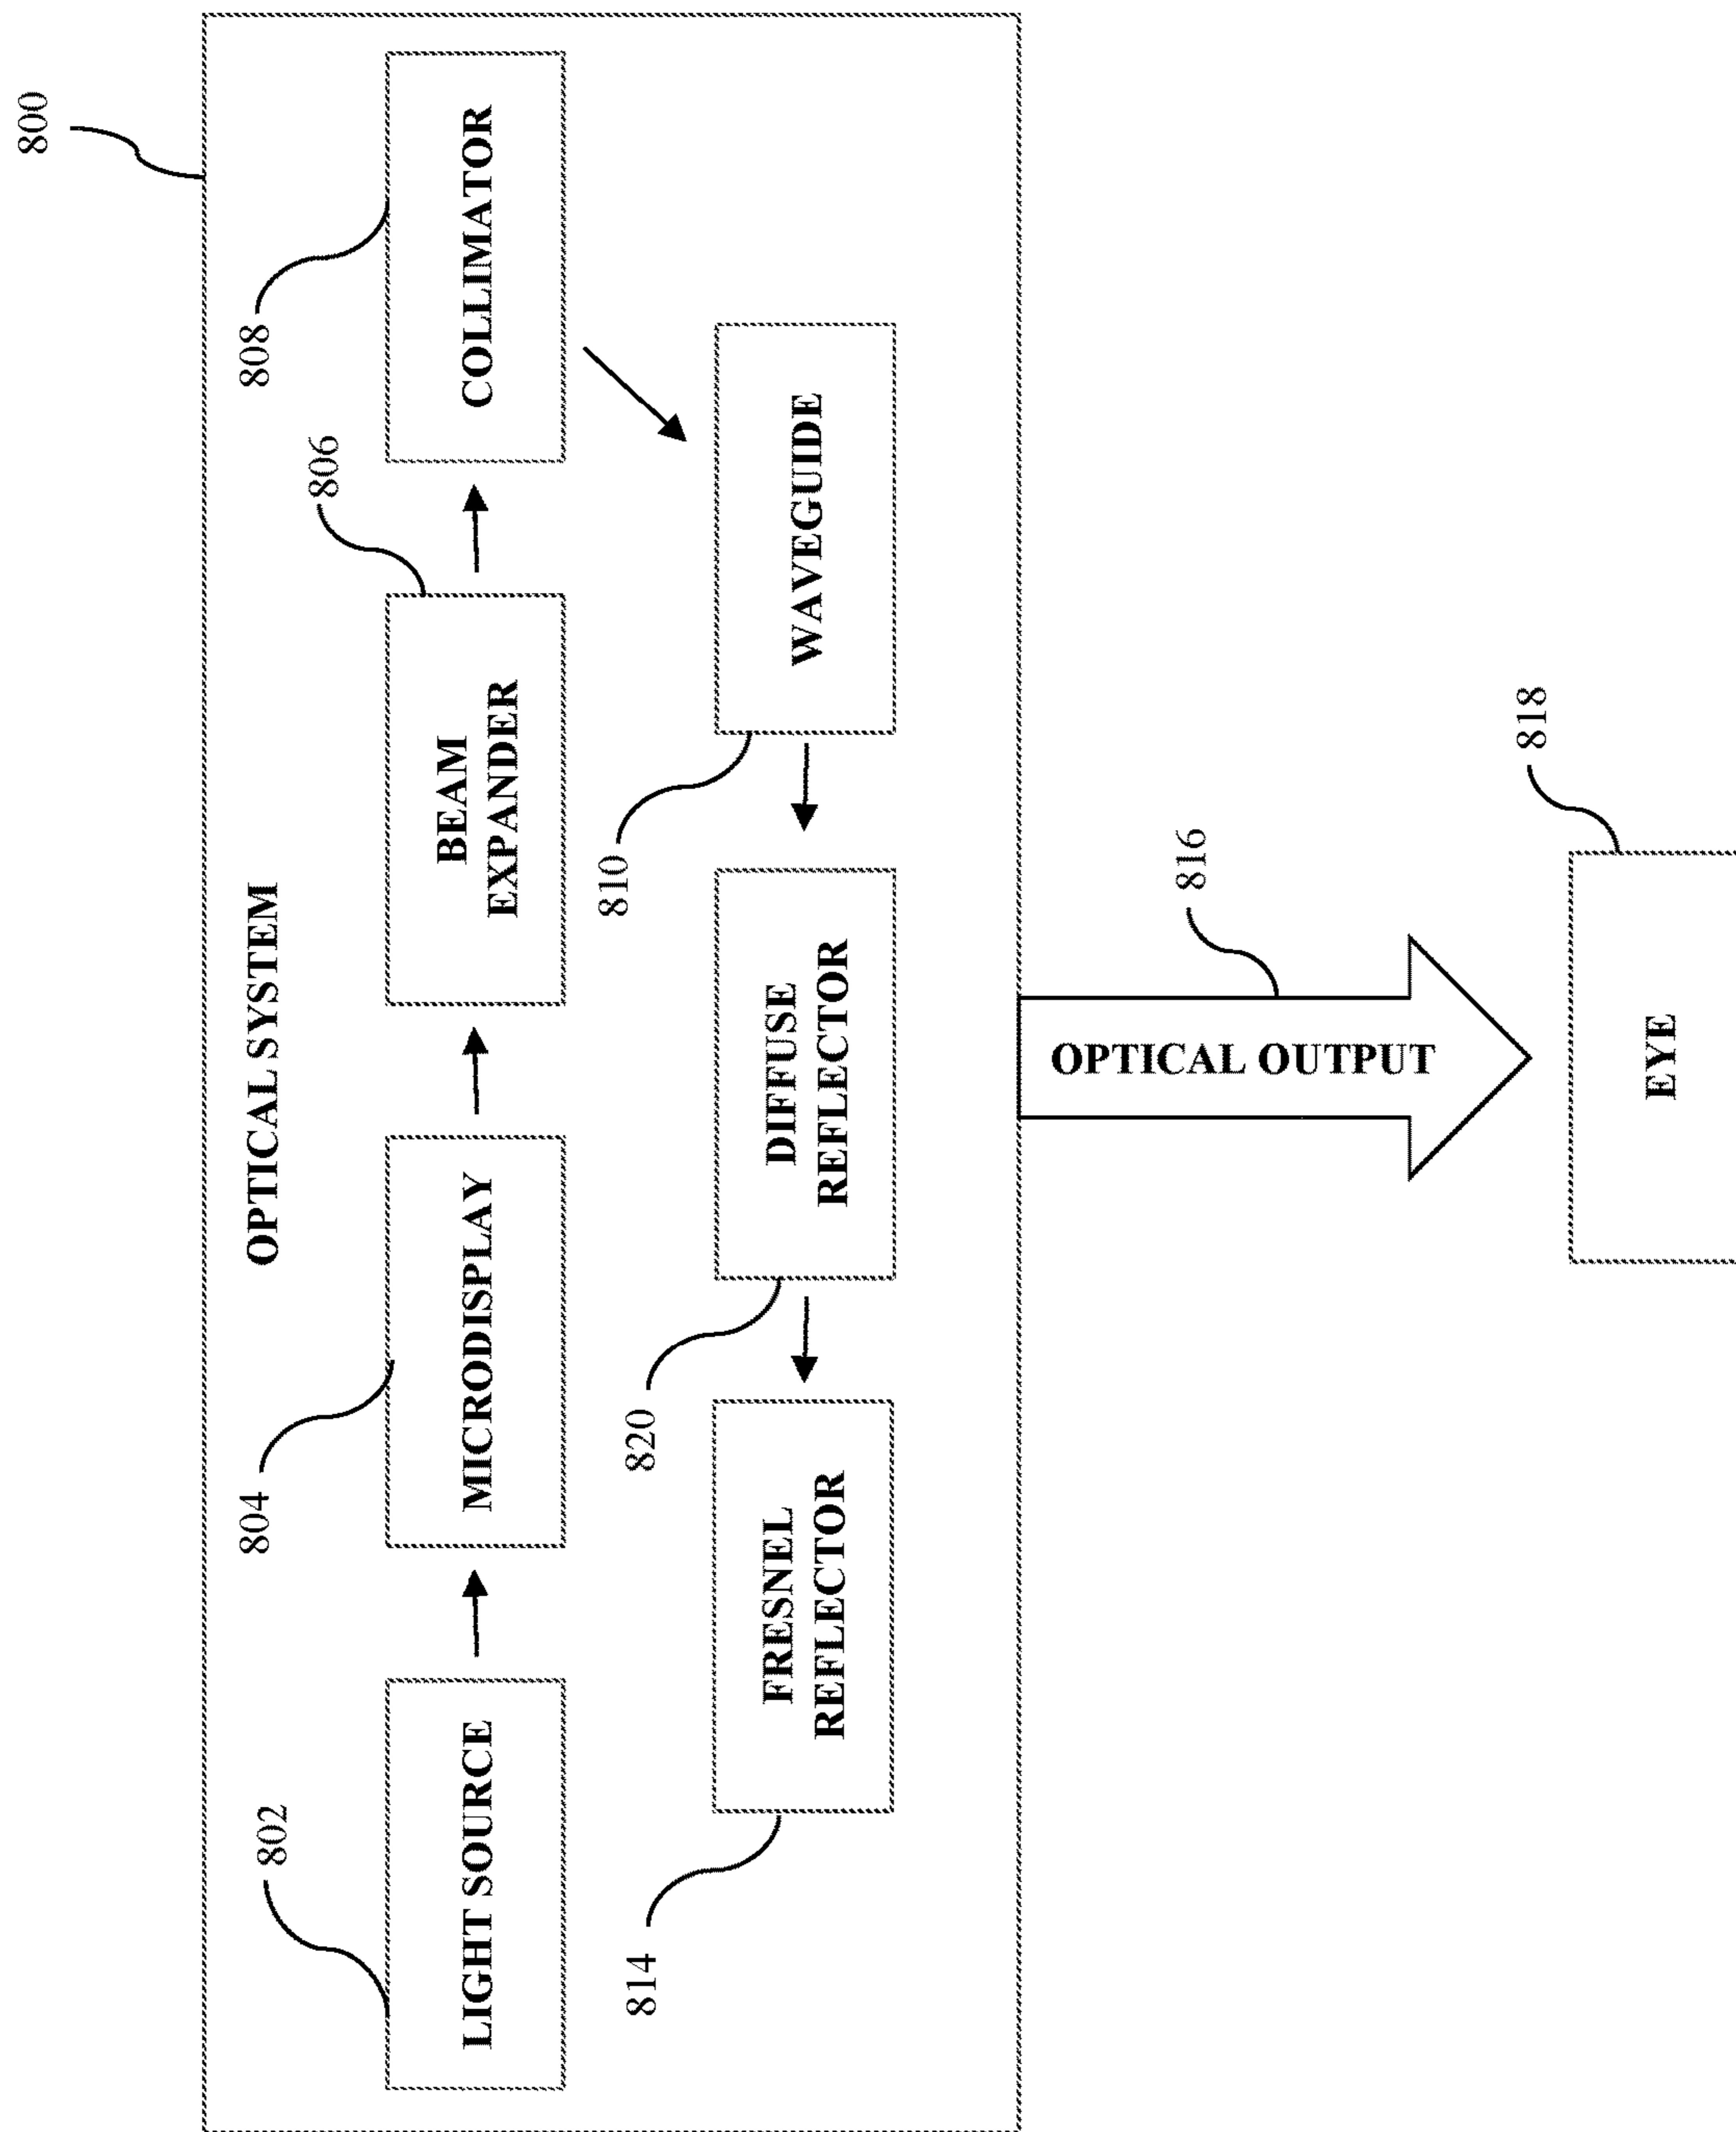 800
OPTICAL SYSTEM
802
LIGHT SOURCE
804
MICRODISPLAY
806
BEAM
EXPANDER
808
COLLIMATOR
810
WAVEGUIDE
820
DIFFUSE
REFLECTOR
814
FRESNEL
REFLECTOR
816
OPTICAL OUTPUT
818
EYE